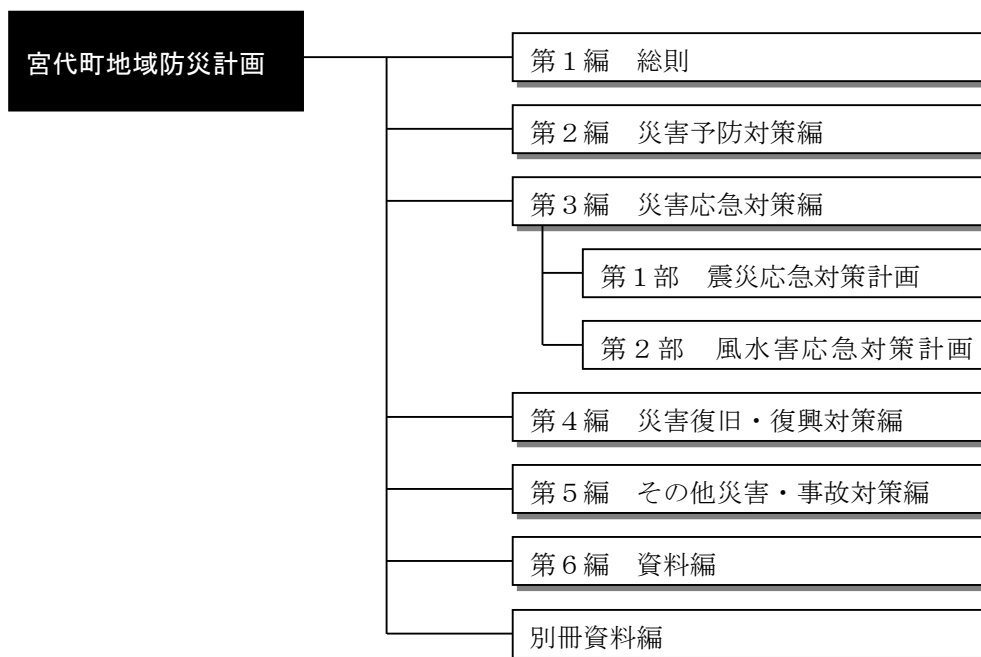 宮代町地域防災計画
第１編　総則
第２編　災害予防対策編
第３編　災害応急対策編
第１部　震災応急対策計画
第２部　風水害応急対策計画
第４編　災害復旧・復興対策編
第５編　その他災害・事故対策編
第６編　資料編
別冊資料編